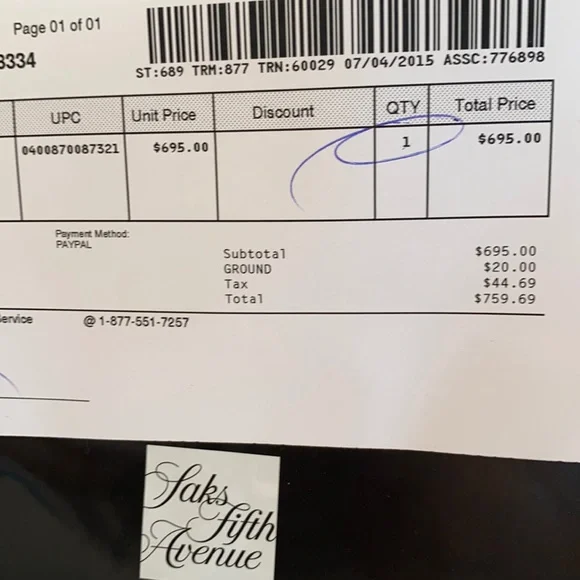 Page 01 of 01
3334
ST:689 TRM:877 TRN:60029 07/04/2015 ASSC:776898
UPC Unit Price Discount QTY Total Price
0400870087321 $695.00 1 $695.00
Payment Method:
PAYPAL
Subtotal $695.00
GROUND $20.00
Tax $44.69
Total $759.69
ervice @ 1-877-551-7257
Saks
Fifth
Avenue